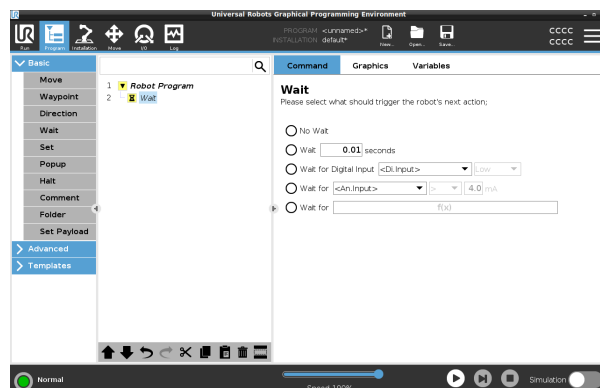 Universal Robots Graphical Programming Environment
Run Program Installation Move I/O Log
PROGRAM <unnamed>*
INSTALLATION default*
New... Open... Save...
CCCC
CCCC
Basic
Move
Waypoint
Direction
Wait
Set
Popup
Halt
Comment
Folder
Set Payload
Advanced
Templates
1 Robot Program
2 Wait
Command Graphics Variables
Wait
Please select what should trigger the robot's next action;
No Wait
Wait 0.01 seconds
Wait for Digital Input <Di.Input> Low
Wait for <An.Input> > 4.0 mA
Wait for f(x)
Normal
Speed 100%
Simulation